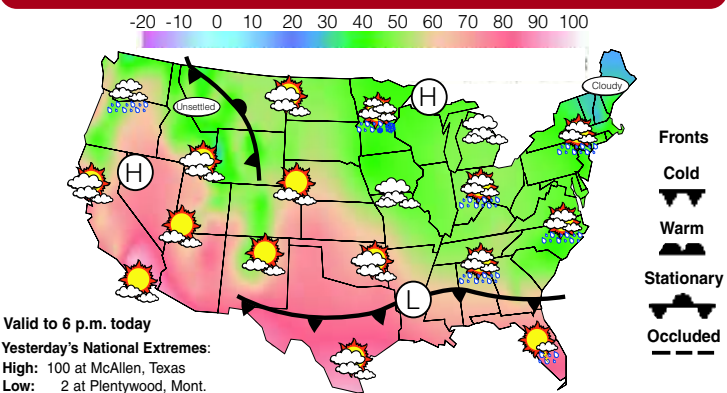 -20 -10 0 10 20 30 40 50 60 70 80 90 100
Cloudy
Unsettled
H
H
L
Fronts
Cold
Warm
Stationary
Occluded
Valid to 6 p.m. today
Yesterday's National Extremes:
High: 100 at McAllen, Texas
Low: 2 at Plentywood, Mont.